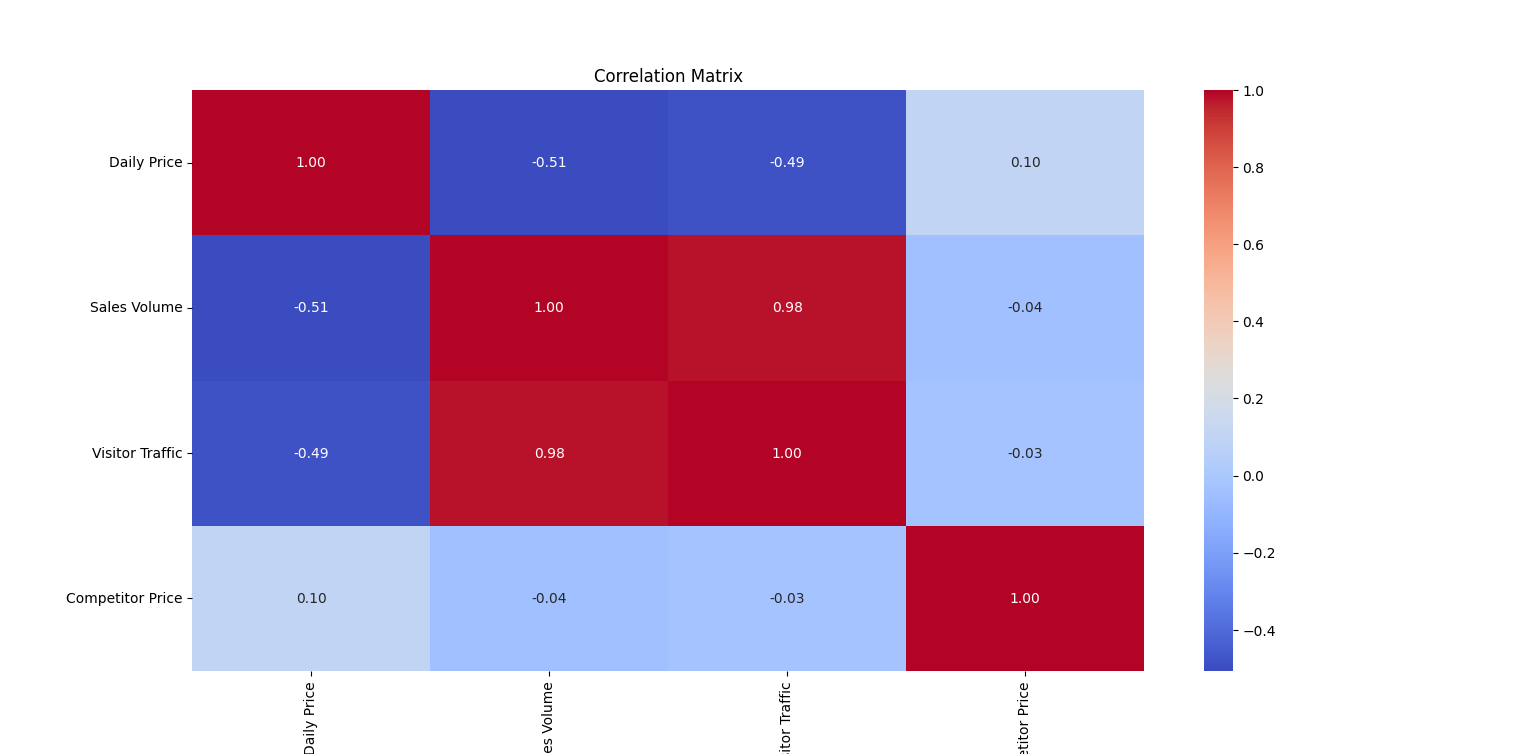 Correlation Matrix
Daily Price 1.00 -0.51 -0.49 0.10
Sales Volume -0.51 1.00 0.98 -0.04
Visitor Traffic -0.49 0.98 1.00 -0.03
Competitor Price 0.10 -0.04 -0.03 1.00
Daily Price
es Volume
itor Traffic
etitor Price
1.0
0.8
0.6
0.4
0.2
0.0
−0.2
−0.4